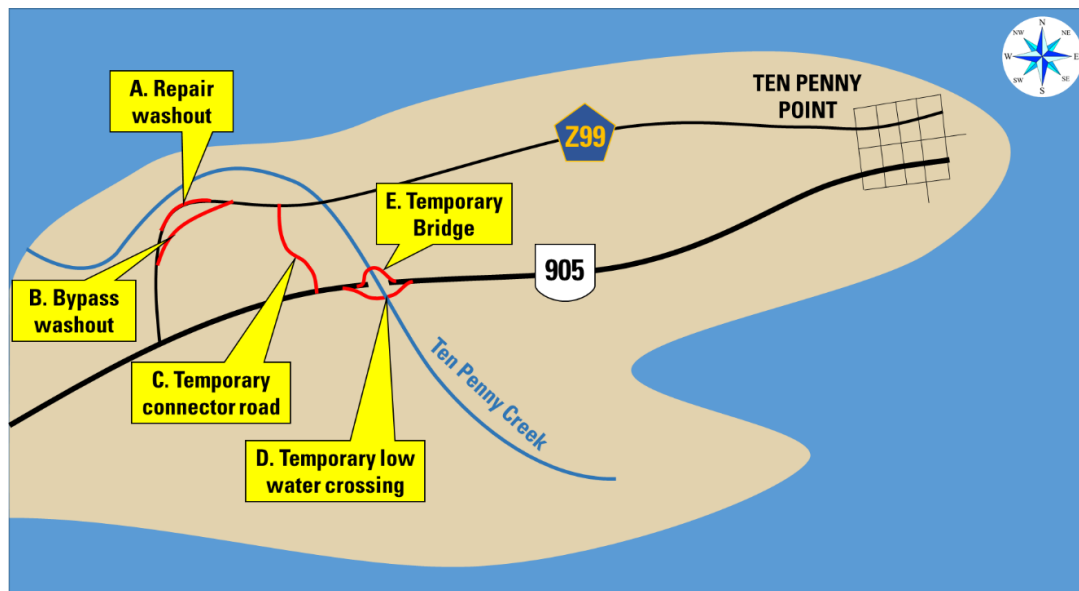 N
NW
NE
W
E
SW
SE
S
TEN PENNY
POINT
A. Repair
washout
Z99
E. Temporary
Bridge
905
B. Bypass
washout
C. Temporary
connector road
Ten Penny Creek
D. Temporary low
water crossing